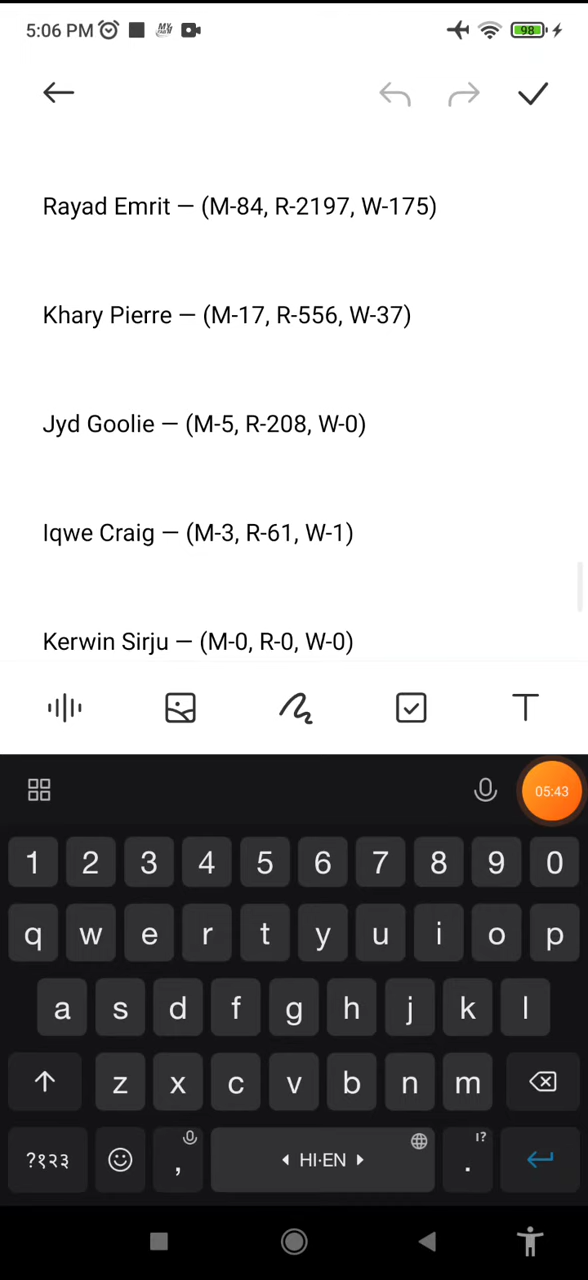 5:06 PM MY 98
Rayad Emrit — (M-84, R-2197, W-175)
Khary Pierre — (M-17, R-556, W-37)
Jyd Goolie — (M-5, R-208, W-0)
Iqwe Craig — (M-3, R-61, W-1)
Kerwin Sirju — (M-0, R-0, W-0)
T
05:43
1 2 3 4 5 6 7 8 9 0
q w e r t y u i o p
a s d f g h j k l
z x c v b n m
?१२३ , HI·EN . !?